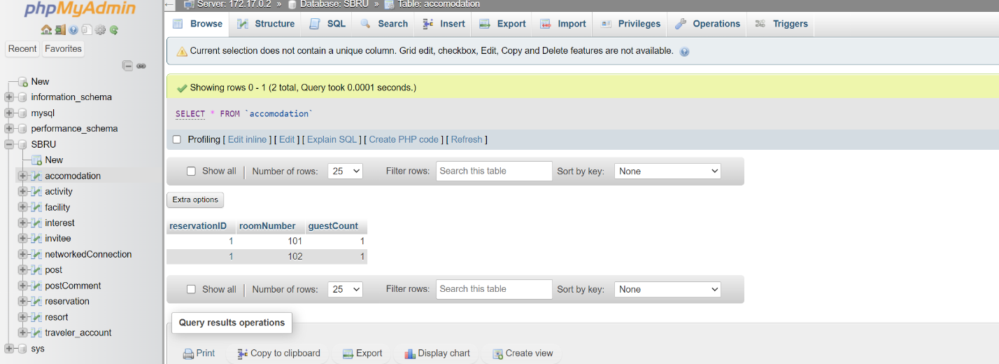 phpMyAdmin
Recent Favorites
New
information_schema
mysql
performance_schema
SBRU
New
accomodation
activity
facility
interest
invitee
networkedConnection
post
postComment
reservation
resort
traveler_account
sys
Server: 172.17.0.2 » Database: SBRU » Table: accomodation
Browse Structure SQL Search Insert Export Import Privileges Operations Triggers
Current selection does not contain a unique column. Grid edit, checkbox, Edit, Copy and Delete features are not available.
Showing rows 0 - 1 (2 total, Query took 0.0001 seconds.)
SELECT * FROM `accomodation`
Profiling [ Edit inline ] [ Edit ] [ Explain SQL ] [ Create PHP code ] [ Refresh ]
Show all | Number of rows: 25 Filter rows: Search this table Sort by key: None
Extra options
reservationID roomNumber guestCount
1 101 1
1 102 1
Show all | Number of rows: 25 Filter rows: Search this table Sort by key: None
Query results operations
Print Copy to clipboard Export Display chart Create view